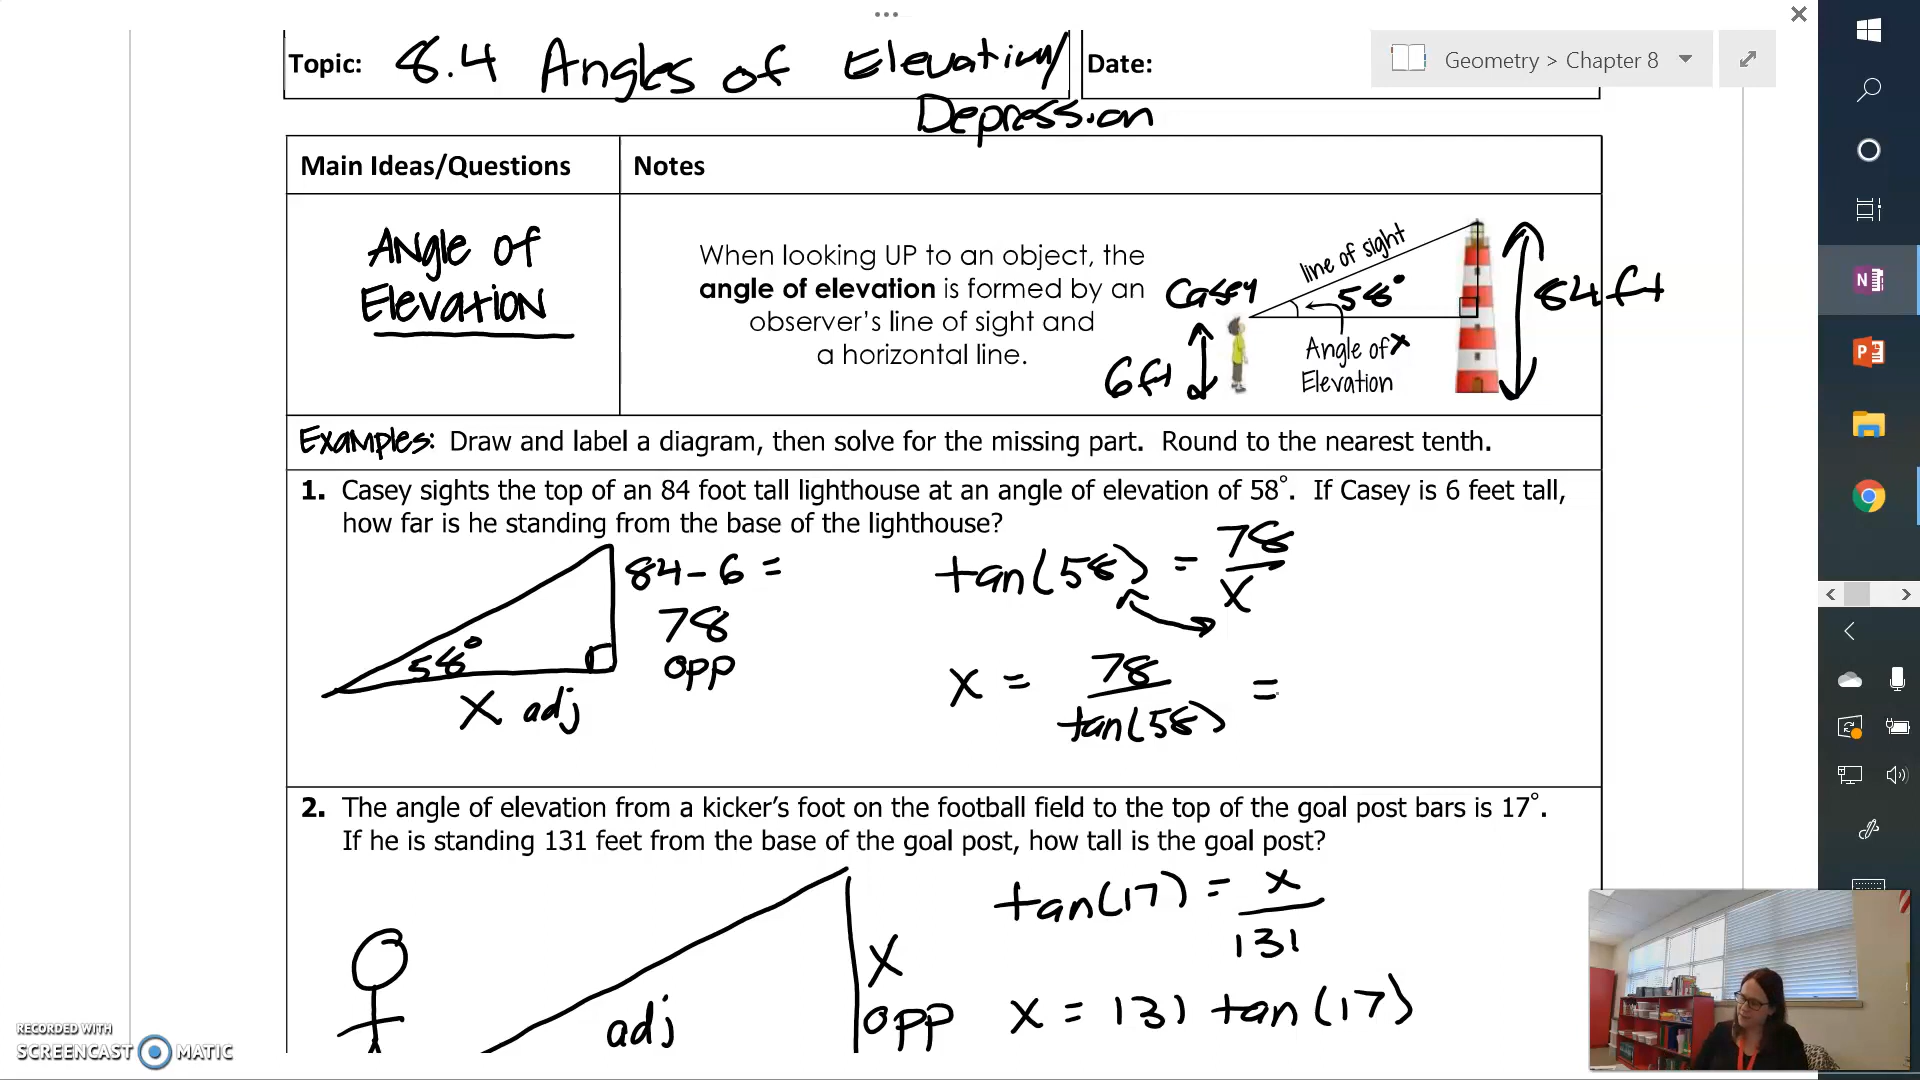 Topic: 8.4 Angles of Elevation/
Depression
Date:
Geometry > Chapter 8
Main Ideas/Questions
Notes
Angle of
Elevation
When looking UP to an object, the
angle of elevation is formed by an
observer's line of sight and
a horizontal line.
line of sight
Casey
58°
84 ft
6 ft
Angle of
Elevation
x
Examples: Draw and label a diagram, then solve for the missing part. Round to the nearest tenth.
1. Casey sights the top of an 84 foot tall lighthouse at an angle of elevation of 58°. If Casey is 6 feet tall,
how far is he standing from the base of the lighthouse?
84 - 6 =
78
opp
58°
x adj
tan(58) = 78/x
x = 78/tan(58) =
2. The angle of elevation from a kicker's foot on the football field to the top of the goal post bars is 17°.
If he is standing 131 feet from the base of the goal post, how tall is the goal post?
x
opp
adj
tan(17) = x/131
x = 131 tan(17)
RECORDED WITH
SCREENCAST MATIC